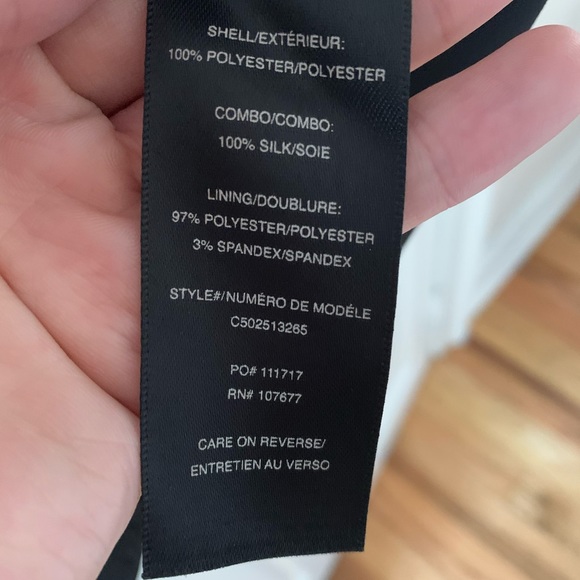 SHELL/EXTÉRIEUR:
100% POLYESTER/POLYESTER
COMBO/COMBO:
100% SILK/SOIE
LINING/DOUBLURE:
97% POLYESTER/POLYESTER
3% SPANDEX/SPANDEX
STYLE#/NUMÉRO DE MODÉLE
C502513265
PO# 111717
RN# 107677
CARE ON REVERSE/
ENTRETIEN AU VERSO